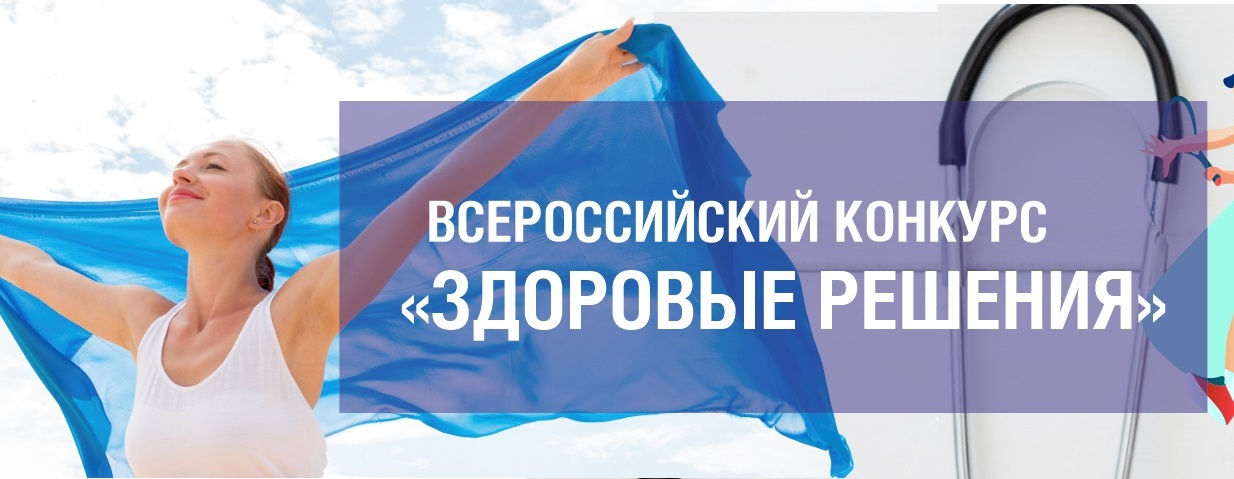 ВСЕРОССИЙСКИЙ КОНКУРС
«ЗДОРОВЫЕ РЕШЕНИЯ»